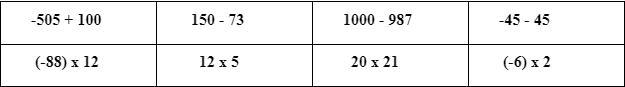 -505 + 100 150 - 73 1000 - 987 -45 - 45
(-88) x 12 12 x 5 20 x 21 (-6) x 2